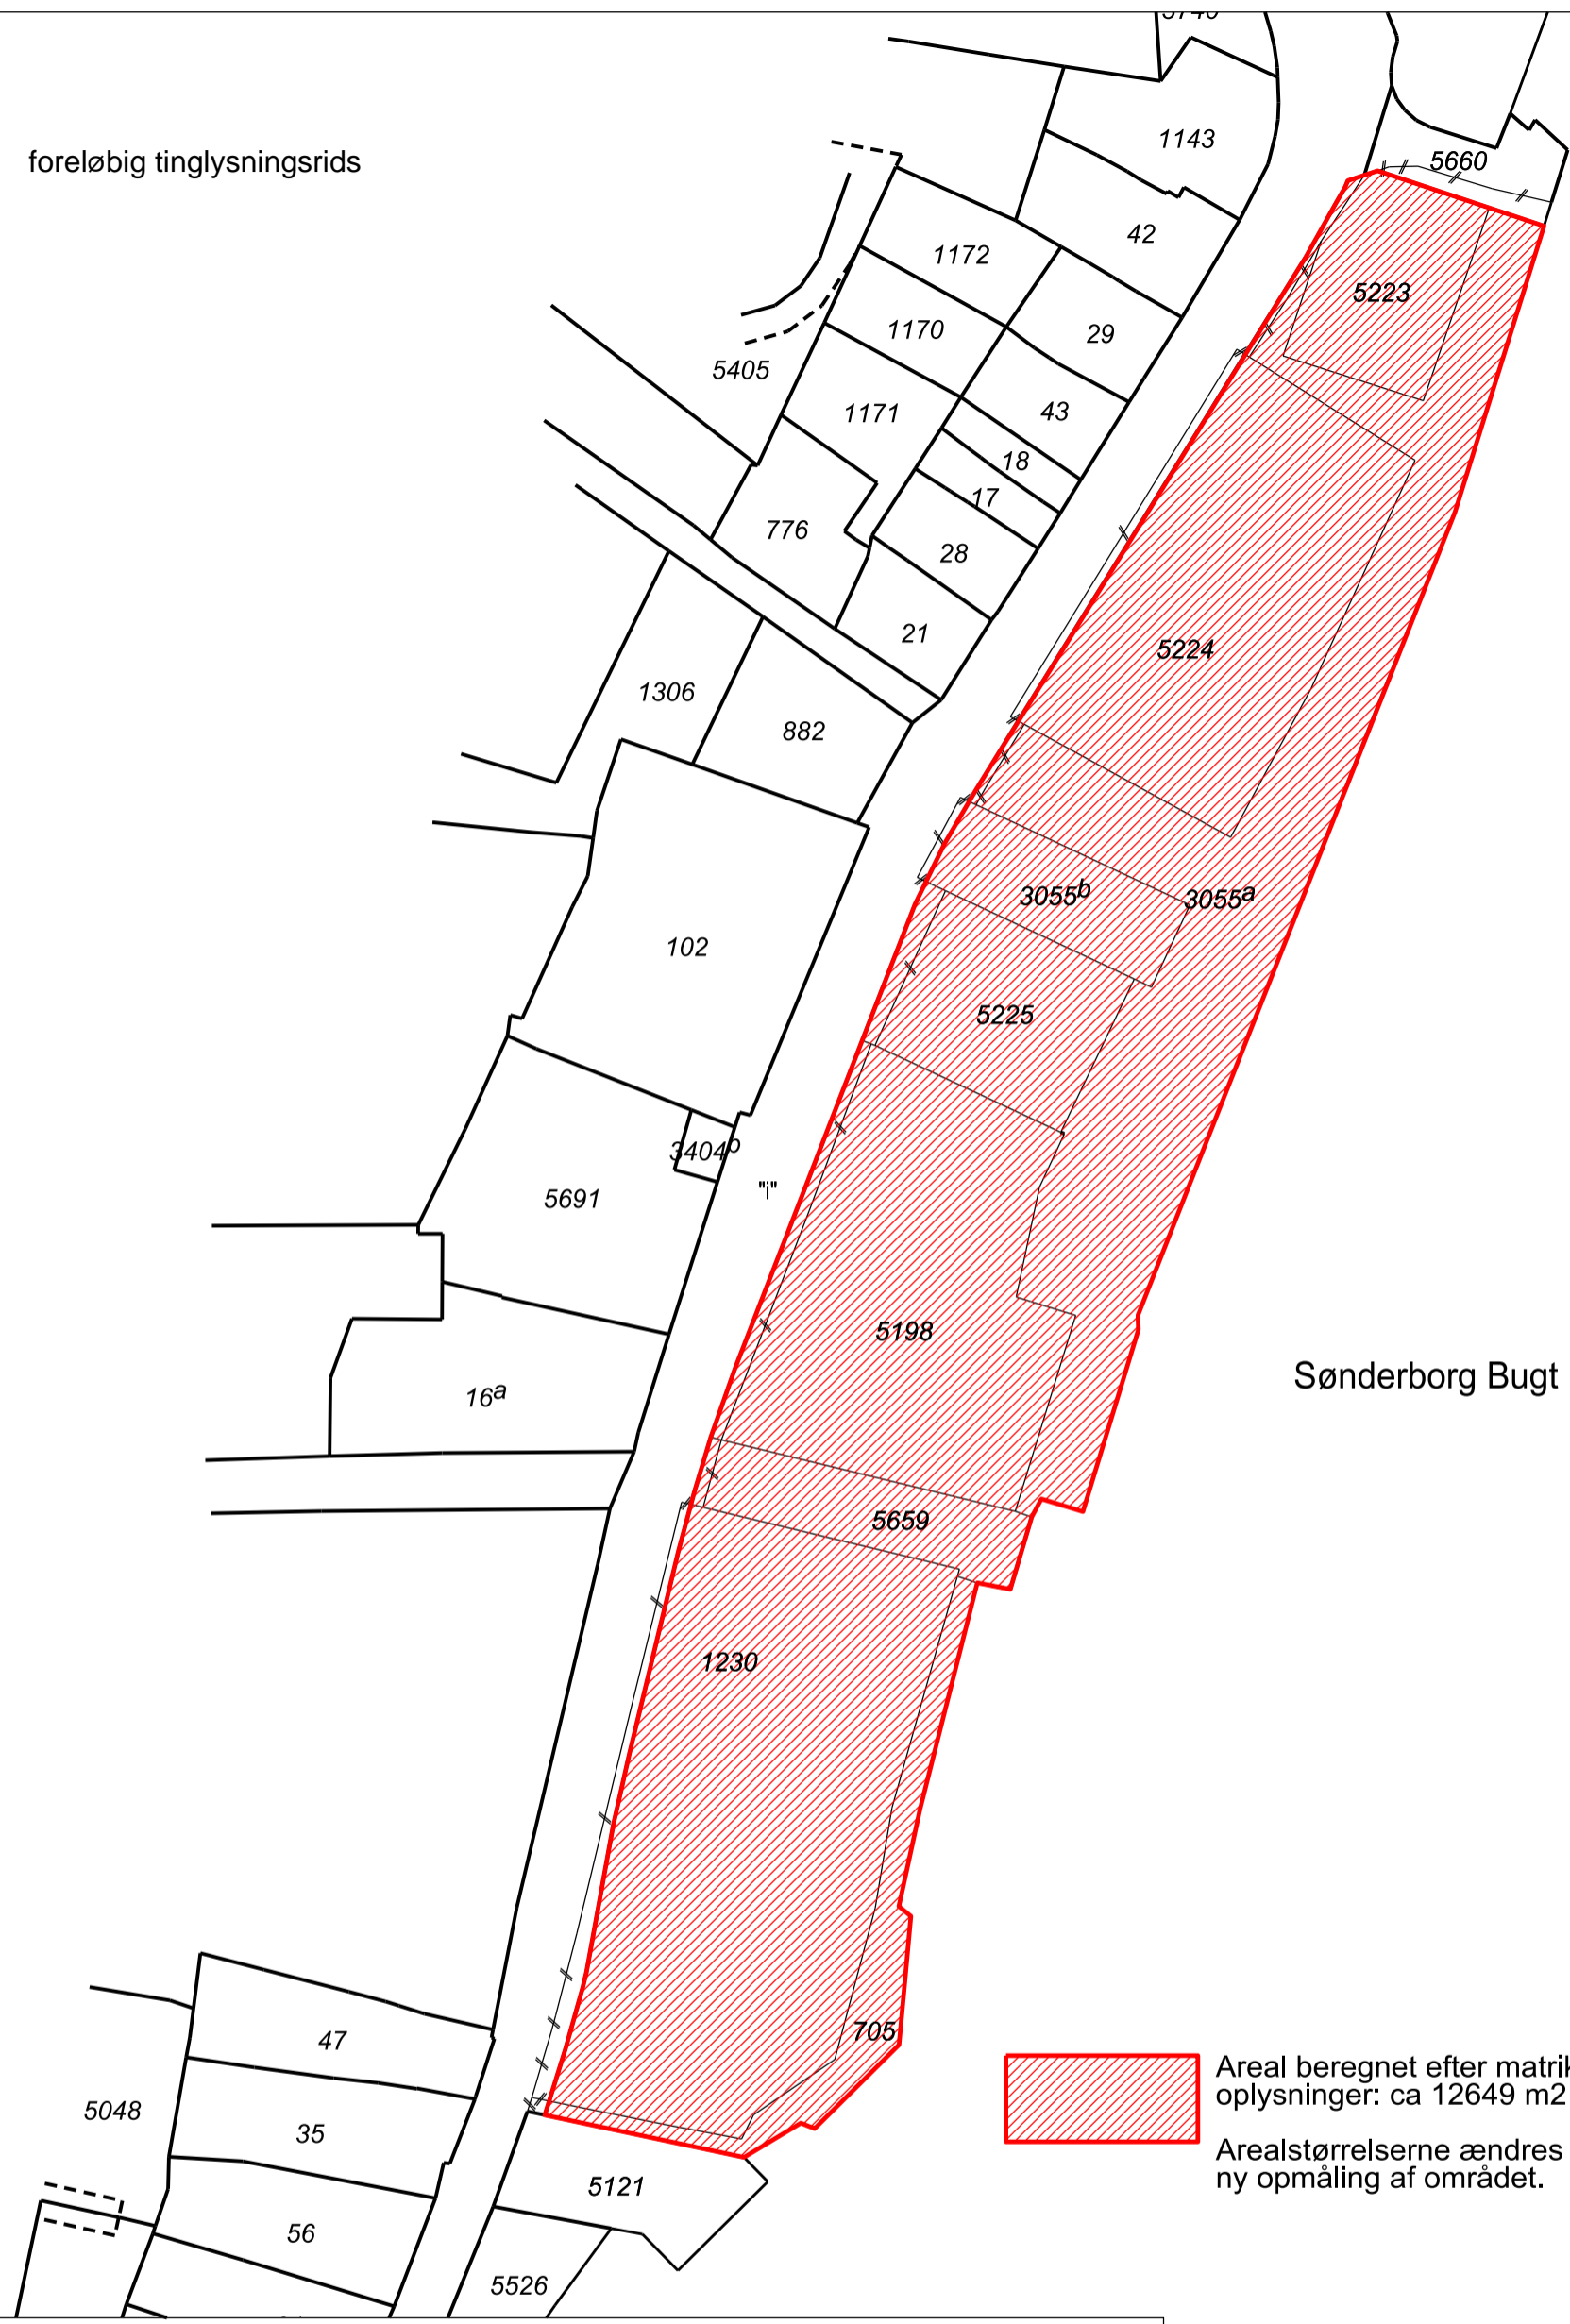 foreløbig tinglysningsrids
1143
5660
42
1172
5223
1170
29
5405
1171
43
18
17
776
28
21
5224
1306
882
3055b
3055a
102
5225
3404b
"i"
5691
5198
Sønderborg Bugt
16a
5659
1230
705
47
Areal beregnet efter matrik
oplysninger: ca 12649 m2
5048
35
Arealstørrelserne ændres
ny opmåling af området.
5121
56
5526